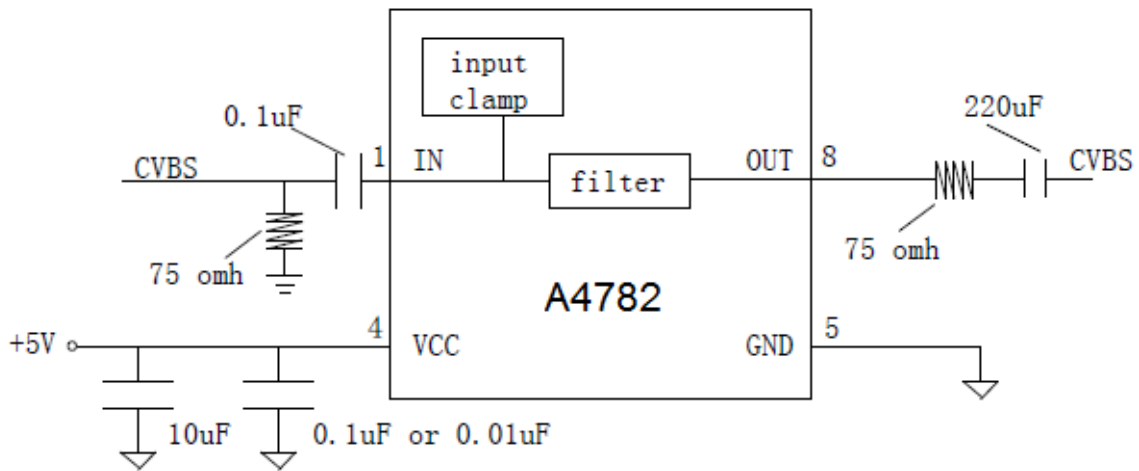 input
clamp
0.1uF
220uF
CVBS
1
IN
filter
OUT
8
CVBS
75 omh
75 omh
A4782
+5V
4
VCC
GND
5
10uF
0.1uF or 0.01uF